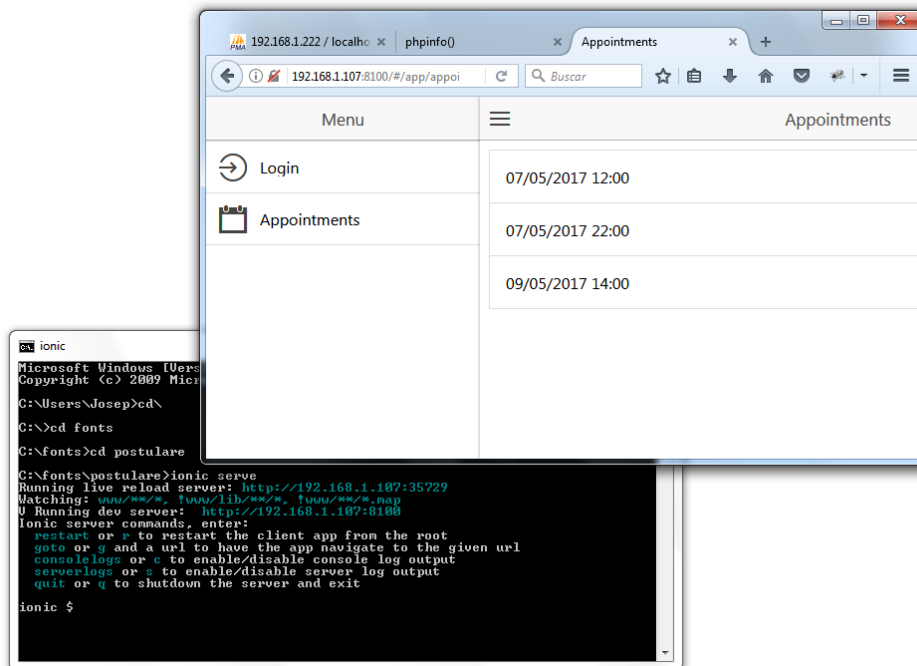 192.168.1.222 / localho
phpinfo()
Appointments
192.168.1.107:8100/#/app/appoi
Buscar
Menu
Appointments
Login
Appointments
07/05/2017 12:00
07/05/2017 22:00
09/05/2017 14:00
ionic
Microsoft Windows [Vers
Copyright (c) 2009 Micr
C:\Users\Josep>cd\
C:\>cd fonts
C:\fonts>cd postulare
C:\fonts\postulare>ionic serve
Running live reload server: http://192.168.1.107:35729
Watching: www/**/*, !www/lib/**/*, !www/**/*.map
V Running dev server:  http://192.168.1.107:8100
Ionic server commands, enter:
restart or r to restart the client app from the root
goto or g and a url to have the app navigate to the given url
consolelogs or c to enable/disable console log output
serverlogs or s to enable/disable server log output
quit or q to shutdown the server and exit
ionic $